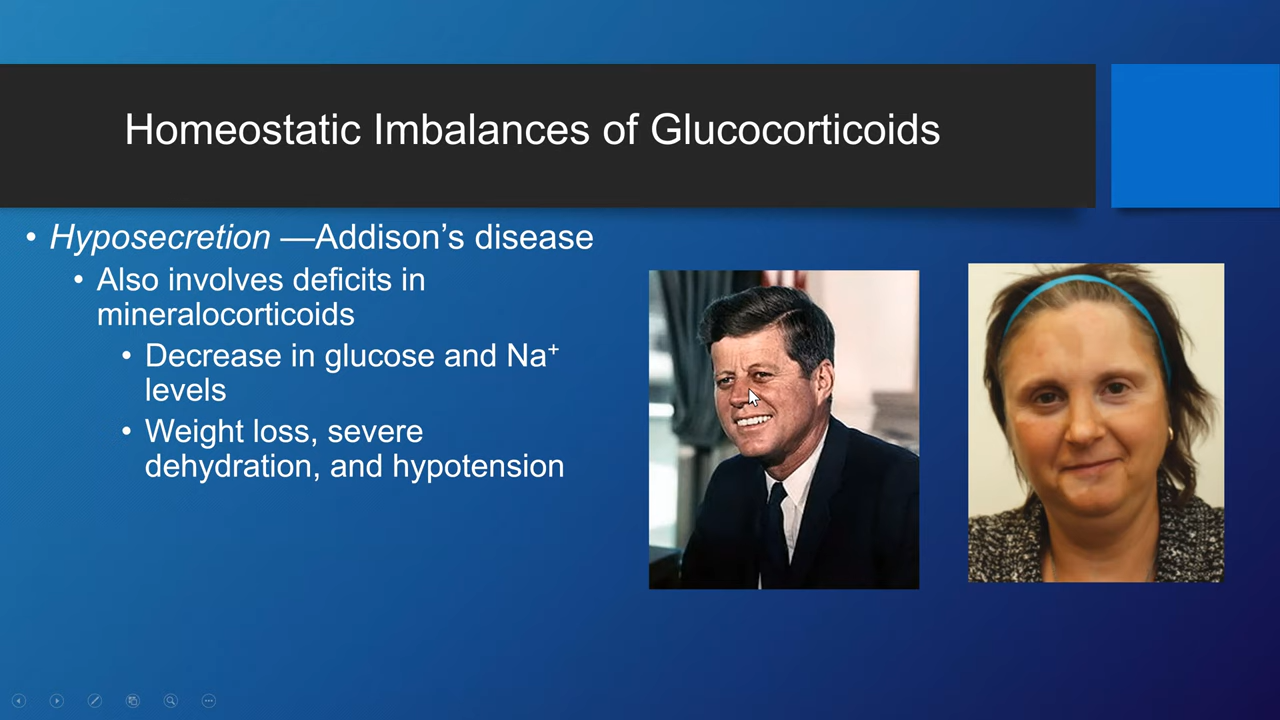 Homeostatic Imbalances of Glucocorticoids
• Hyposecretion —Addison’s disease
• Also involves deficits in
mineralocorticoids
• Decrease in glucose and Na⁺
levels
• Weight loss, severe
dehydration, and hypotension